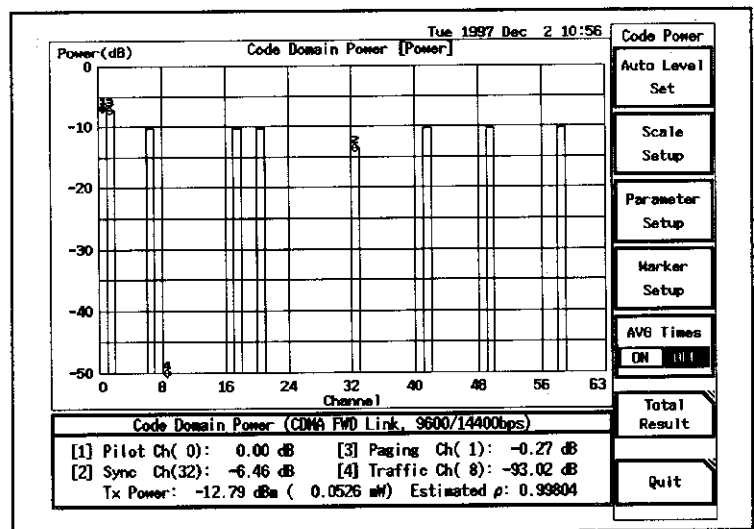 Tue 1997 Dec 2 10:56
Power(dB)
Code Domain Power [Power]
0
-10
-20
-30
-40
-50
0 8 16 24 32 40 48 56 63
Channel
Code Domain Power (CDMA FWD Link, 9600/14400bps)
[1] Pilot Ch( 0): 0.00 dB [3] Paging Ch( 1): -0.27 dB
[2] Sync Ch(32): -6.46 dB [4] Traffic Ch( 8): -93.02 dB
Tx Power: -12.79 dBm ( 0.0526 mW) Estimated ρ: 0.99804
Code Power
Auto Level
Set
Scale
Setup
Parameter
Setup
Marker
Setup
AVG Times
ON OFF
Total
Result
Quit